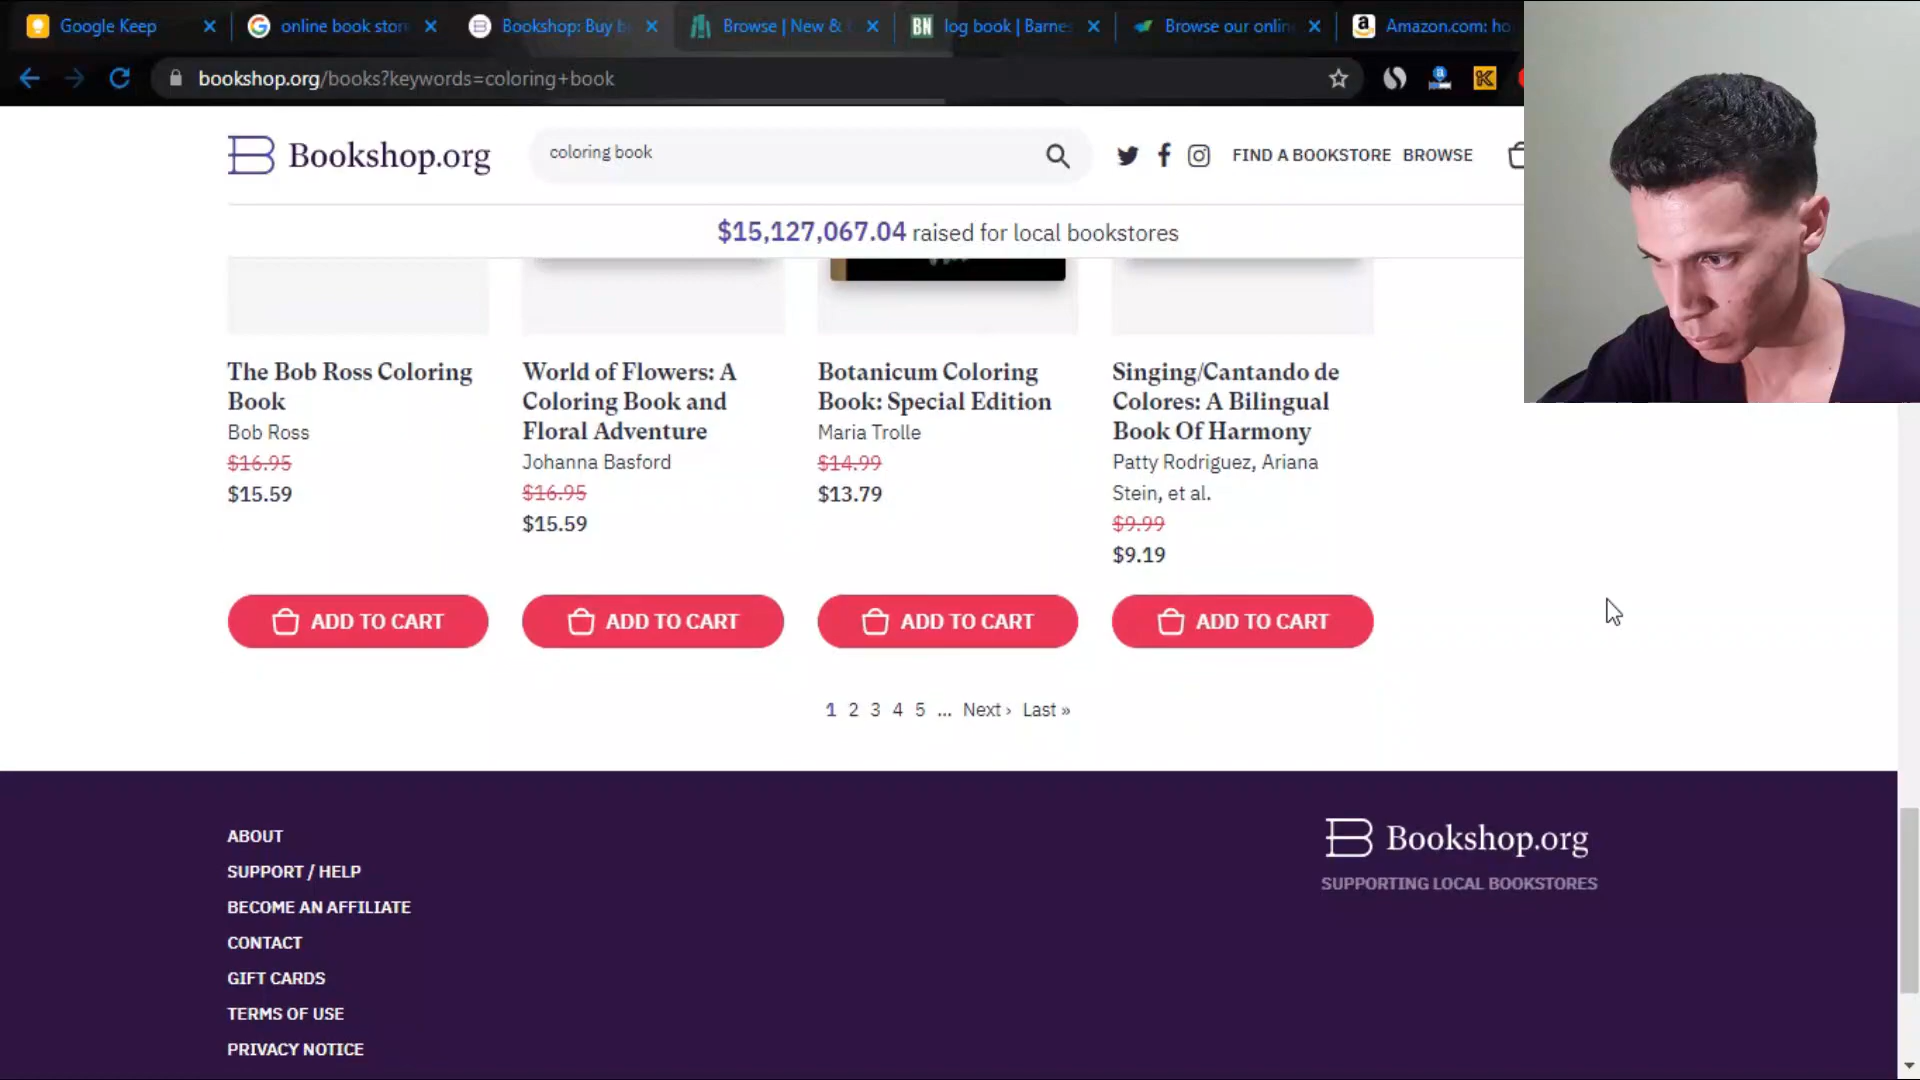 Google Keep
online book stor
Bookshop: Buy b
Browse | New &
BN
log book | Barne
Browse our onlin
a
Amazon.com: ho
bookshop.org/books?keywords=coloring+book
Bookshop.org
coloring book
FIND A BOOKSTORE
BROWSE
$15,127,067.04 raised for local bookstores
The Bob Ross Coloring
Book
Bob Ross
$16.95
$15.59
World of Flowers: A
Coloring Book and
Floral Adventure
Johanna Basford
$16.95
$15.59
Botanicum Coloring
Book: Special Edition
Maria Trolle
$14.99
$13.79
Singing/Cantando de
Colores: A Bilingual
Book Of Harmony
Patty Rodriguez, Ariana
Stein, et al.
$9.99
$9.19
ADD TO CART
ADD TO CART
ADD TO CART
ADD TO CART
1 2 3 4 5 ... Next › Last »
ABOUT
SUPPORT / HELP
BECOME AN AFFILIATE
CONTACT
GIFT CARDS
TERMS OF USE
PRIVACY NOTICE
Bookshop.org
SUPPORTING LOCAL BOOKSTORES